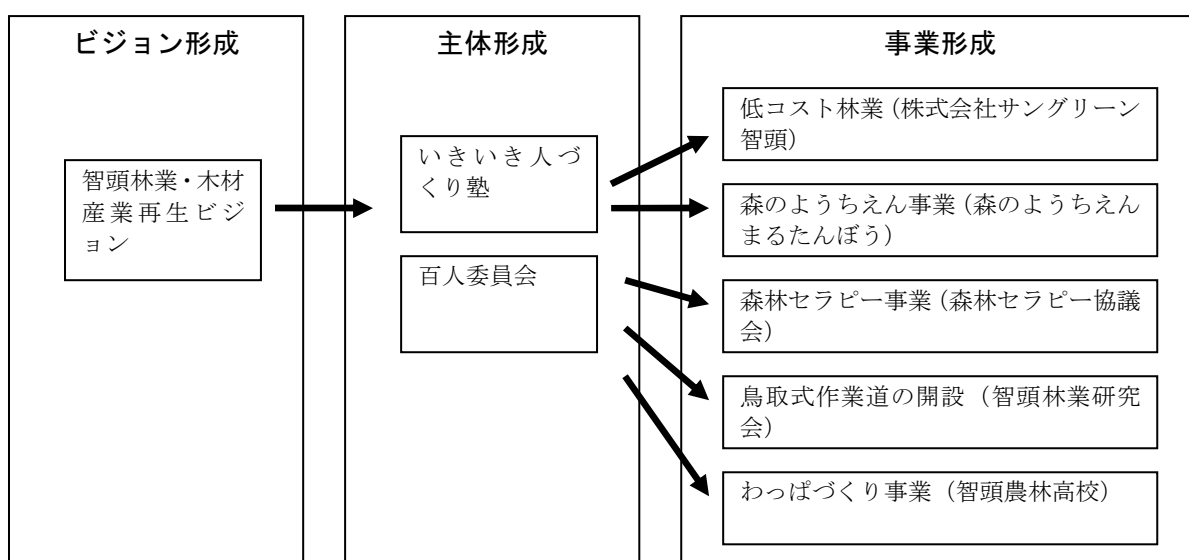 ビジョン形成
智頭林業・木材
産業再生ビジ
ョン
主体形成
いきいき人づ
くり塾
百人委員会
事業形成
低コスト林業（株式会社サングリーン
智頭）
森のようちえん事業（森のようちえん
まるたんぼう）
森林セラピー事業（森林セラピー協議
会）
鳥取式作業道の開設（智頭林業研究
会）
わっぱづくり事業（智頭農林高校）